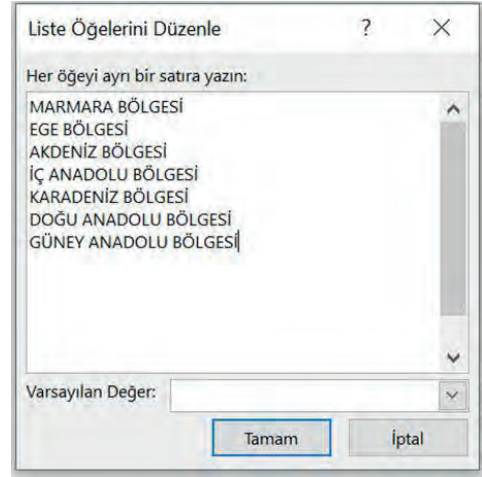 Liste Öğelerini Düzenle
Her öğeyi ayrı bir satıra yazın:
MARMARA BÖLGESİ
EGE BÖLGESİ
AKDENİZ BÖLGESİ
İÇ ANADOLU BÖLGESİ
KARADENİZ BÖLGESİ
DOĞU ANADOLU BÖLGESİ
GÜNEY ANADOLU BÖLGESİ
Varsayılan Değer:
Tamam İptal